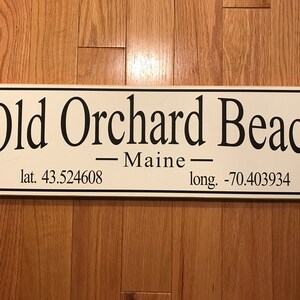 Old Orchard Beac
— Maine —
lat. 43.524608 long. -70.403934